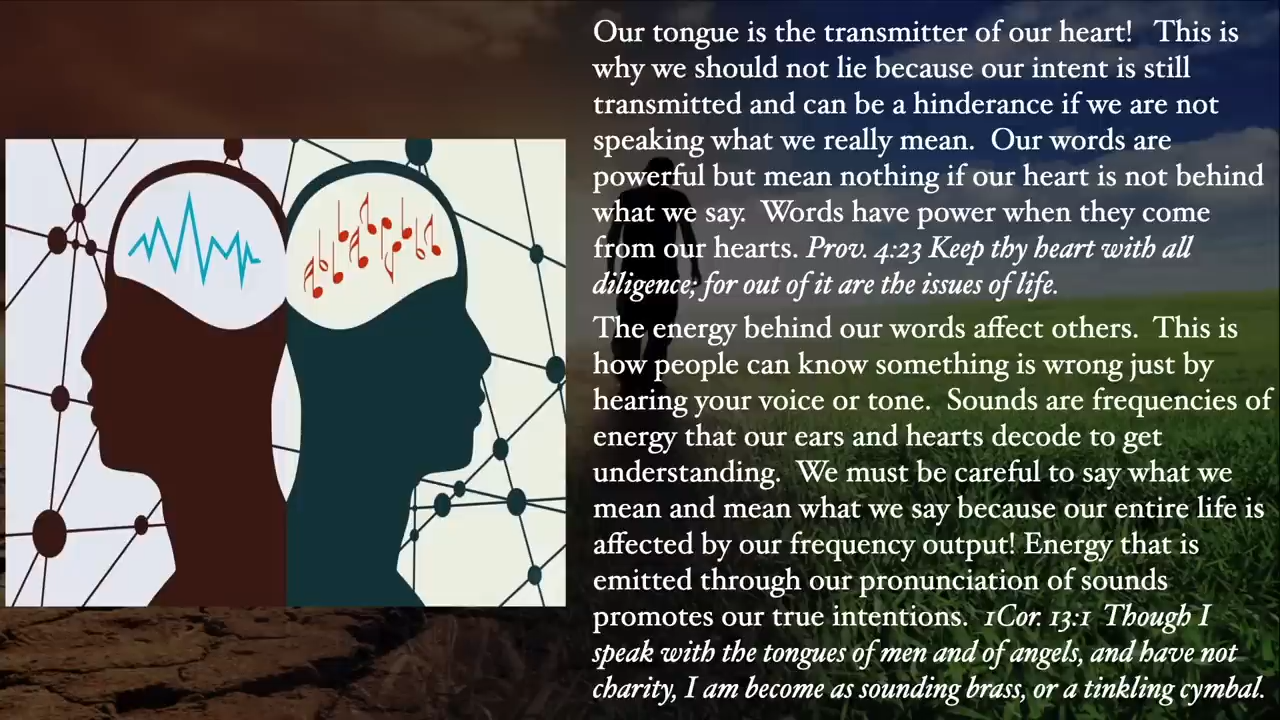 Our tongue is the transmitter of our heart!   This is
why we should not lie because our intent is still
transmitted and can be a hinderance if we are not
speaking what we really mean.  Our words are
powerful but mean nothing if our heart is not behind
what we say.  Words have power when they come
from our hearts. Prov. 4:23 Keep thy heart with all
diligence; for out of it are the issues of life.
The energy behind our words affect others.  This is
how people can know something is wrong just by
hearing your voice or tone.  Sounds are frequencies of
energy that our ears and hearts decode to get
understanding.  We must be careful to say what we
mean and mean what we say because our entire life is
affected by our frequency output! Energy that is
emitted through our pronunciation of sounds
promotes our true intentions.  1Cor. 13:1  Though I
speak with the tongues of men and of angels, and have not
charity, I am become as sounding brass, or a tinkling cymbal.